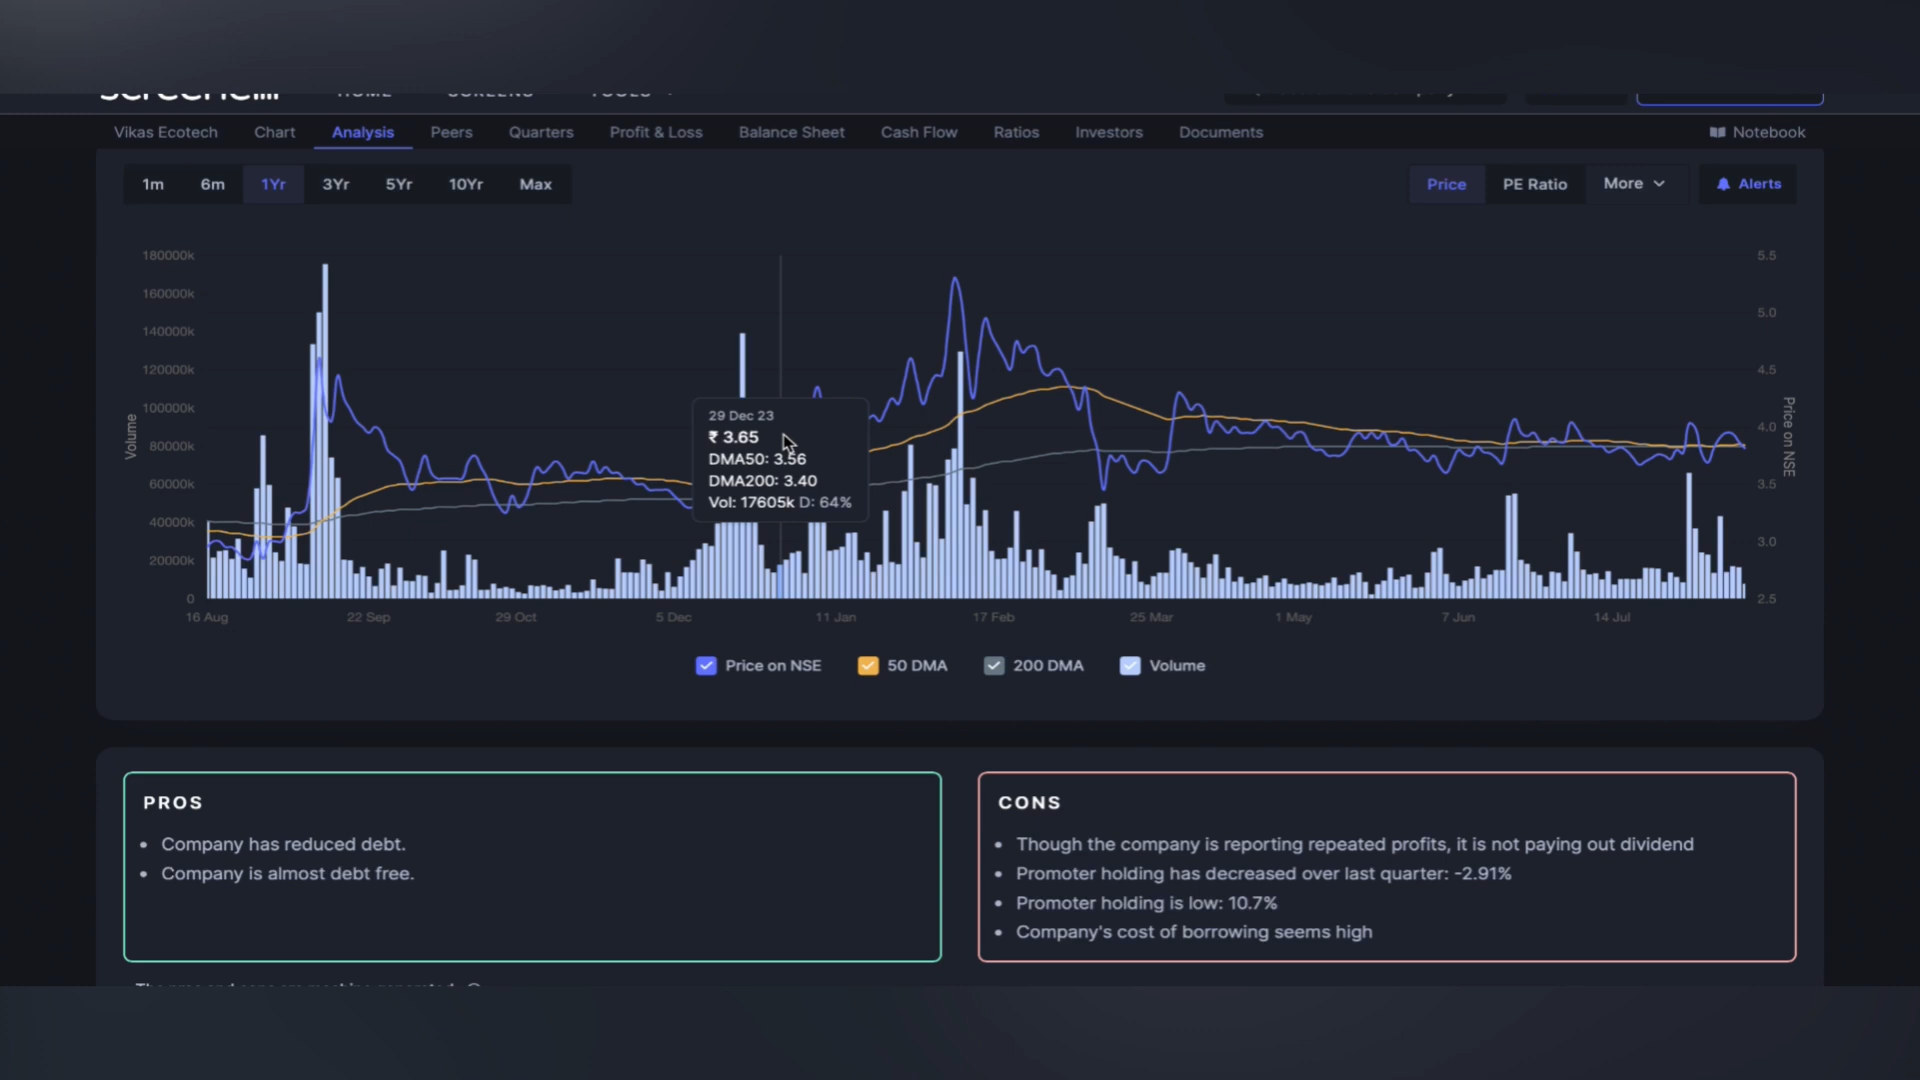 Vikas Ecotech Chart Analysis Peers Quarters Profit & Loss Balance Sheet Cash Flow Ratios Investors Documents Notebook
1m 6m 1Yr 3Yr 5Yr 10Yr Max Price PE Ratio More Alerts
180000k 5.5
160000k
140000k 5.0
120000k 4.5
100000k
80000k 4.0
60000k 3.5
40000k
20000k 3.0
0 2.5
Volume
Price on NSE
29 Dec 23
₹ 3.65
DMA50: 3.56
DMA200: 3.40
Vol: 17605k D: 64%
16 Aug 22 Sep 29 Oct 5 Dec 11 Jan 17 Feb 25 Mar 1 May 7 Jun 14 Jul
Price on NSE 50 DMA 200 DMA Volume
PROS
• Company has reduced debt.
• Company is almost debt free.
CONS
• Though the company is reporting repeated profits, it is not paying out dividend
• Promoter holding has decreased over last quarter: -2.91%
• Promoter holding is low: 10.7%
• Company's cost of borrowing seems high